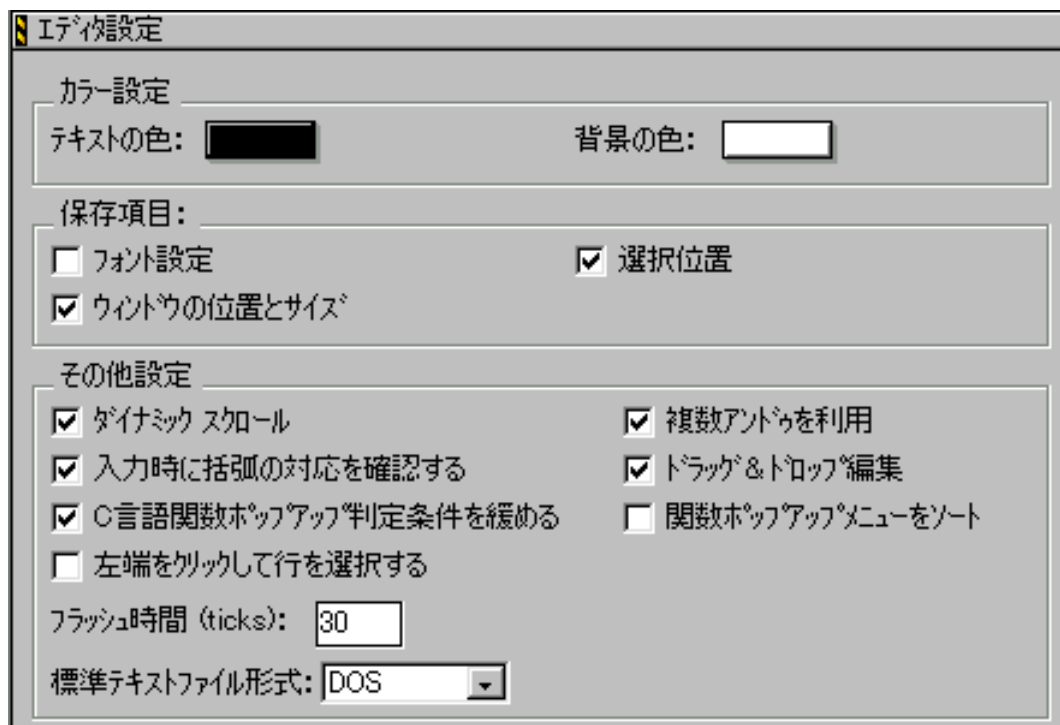 エディタ設定
カラー設定
テキストの色: 背景の色:
保存項目:
フォント設定 選択位置
ウィンドウの位置とサイズ
その他設定
ダイナミック スクロール 複数アンドゥを利用
入力時に括弧の対応を確認する ドラッグ&ドロップ編集
C言語関数ポップアップ判定条件を緩める 関数ポップアップメニューをソート
左端をクリックして行を選択する
フラッシュ時間 (ticks): 30
標準テキストファイル形式: DOS